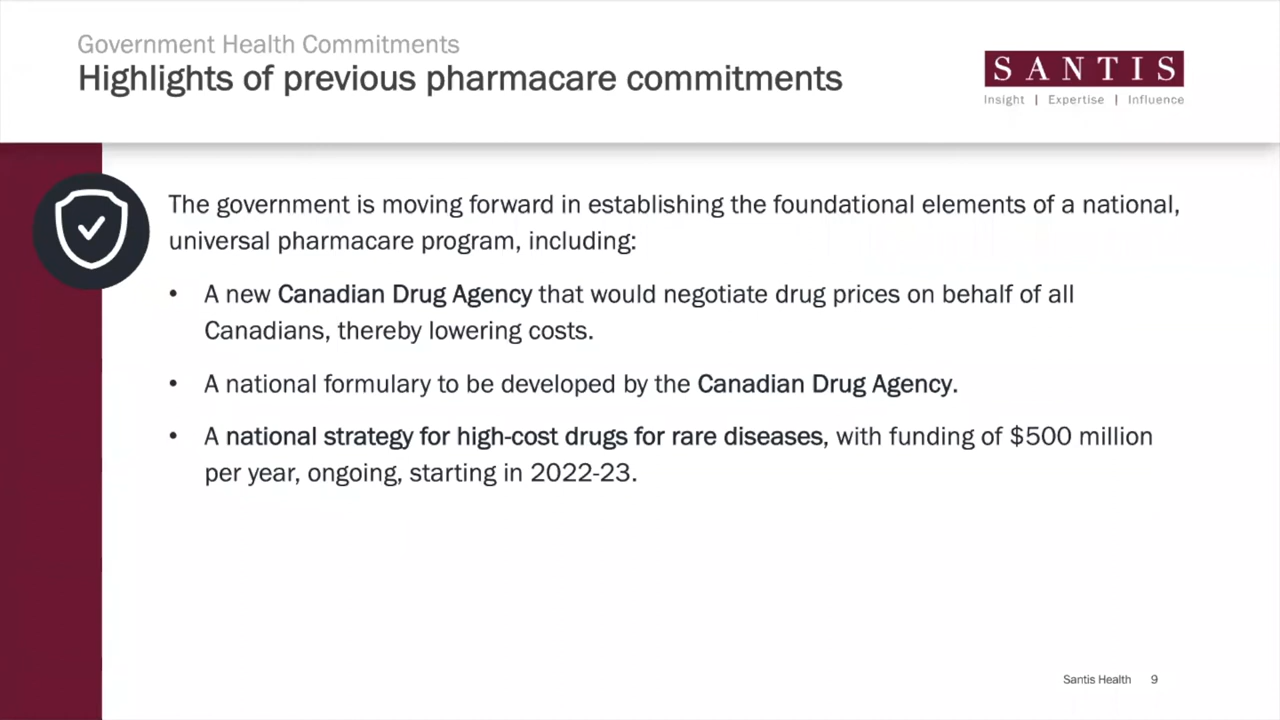 Government Health Commitments
Highlights of previous pharmacare commitments
SANTIS
Insight | Expertise | Influence
The government is moving forward in establishing the foundational elements of a national,
universal pharmacare program, including:
• A new Canadian Drug Agency that would negotiate drug prices on behalf of all
Canadians, thereby lowering costs.
• A national formulary to be developed by the Canadian Drug Agency.
• A national strategy for high-cost drugs for rare diseases, with funding of $500 million
per year, ongoing, starting in 2022-23.
Santis Health 9